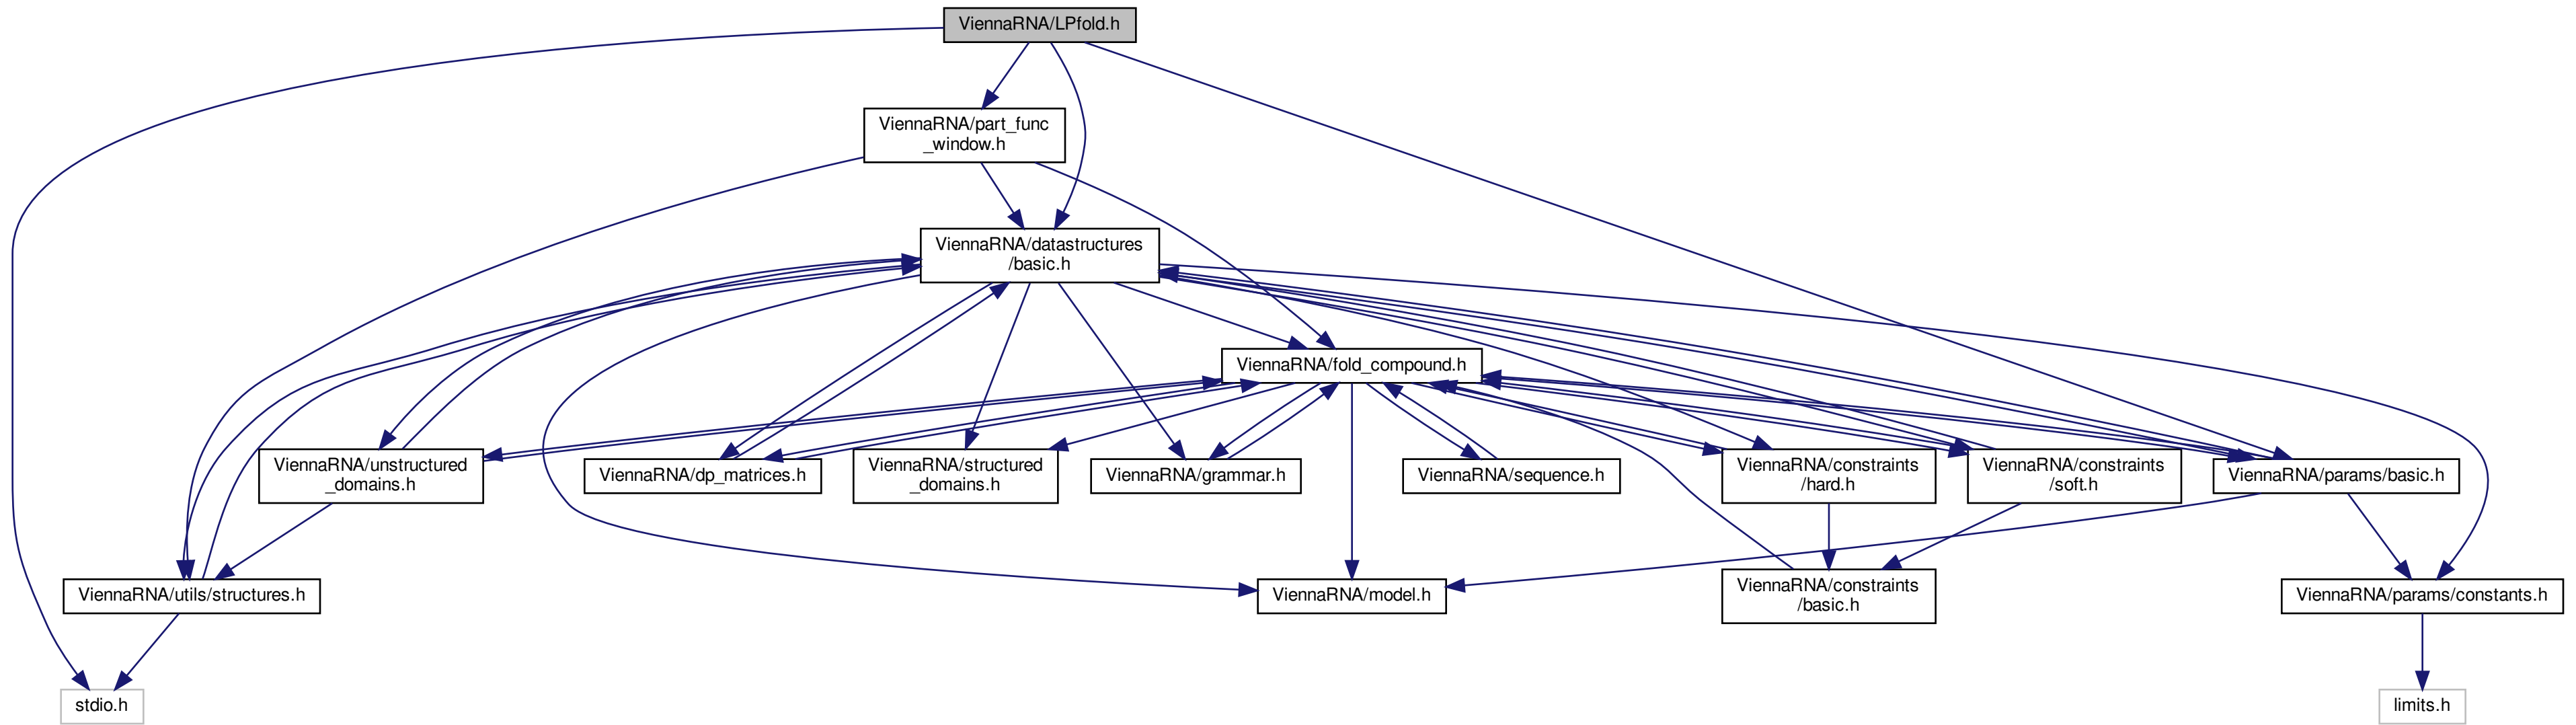 ViennaRNA/LPfold.h
ViennaRNA/part_func
_window.h
ViennaRNA/datastructures
/basic.h
ViennaRNA/fold_compound.h
ViennaRNA/unstructured
_domains.h
ViennaRNA/dp_matrices.h
ViennaRNA/structured
_domains.h
ViennaRNA/grammar.h
ViennaRNA/sequence.h
ViennaRNA/constraints
/hard.h
ViennaRNA/constraints
/soft.h
ViennaRNA/params/basic.h
ViennaRNA/utils/structures.h
ViennaRNA/model.h
ViennaRNA/constraints
/basic.h
ViennaRNA/params/constants.h
stdio.h
limits.h